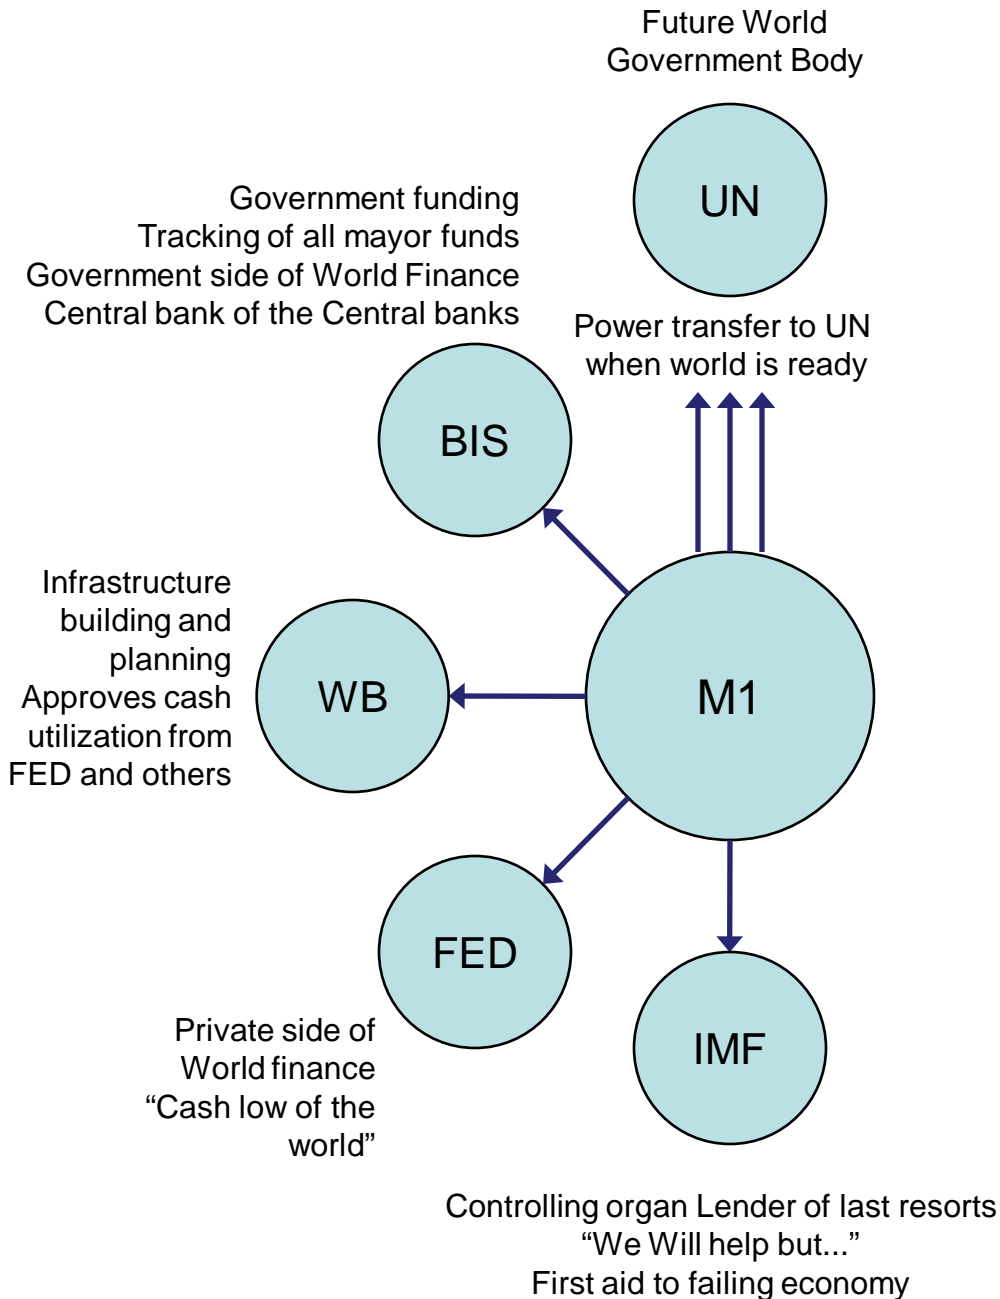 Future World
Government Body
UN
Government funding
Tracking of all mayor funds
Government side of World Finance
Central bank of the Central banks
Power transfer to UN
when world is ready
BIS
Infrastructure
building and
planning
Approves cash
utilization from
FED and others
WB
M1
FED
Private side of
World finance
“Cash low of the
world”
IMF
Controlling organ Lender of last resorts
“We Will help but...”
First aid to failing economy